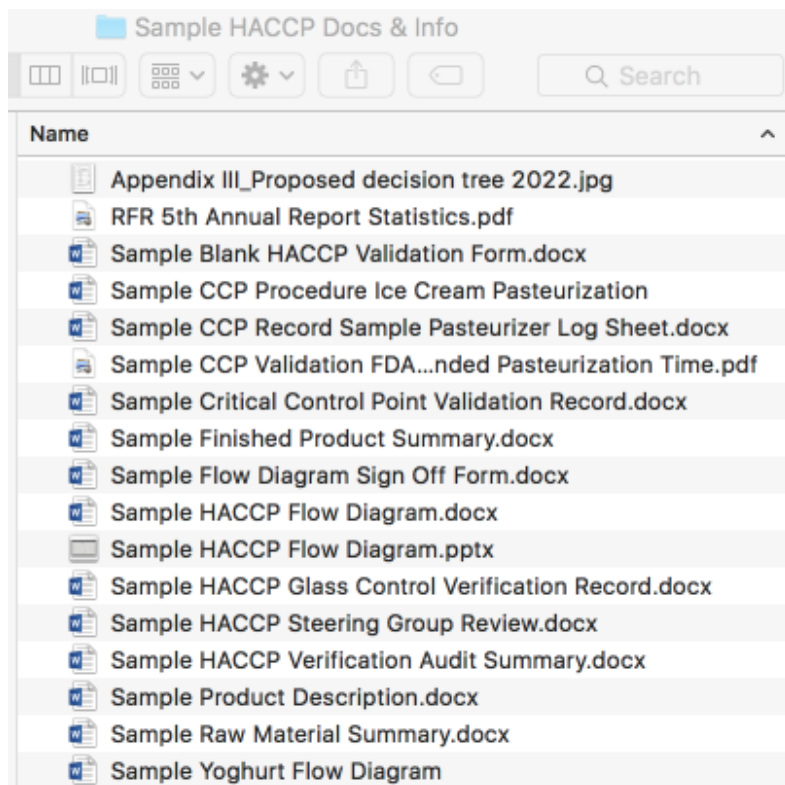 Sample HACCP Docs & Info
Search
Name
Appendix III_Proposed decision tree 2022.jpg
RFR 5th Annual Report Statistics.pdf
Sample Blank HACCP Validation Form.docx
Sample CCP Procedure Ice Cream Pasteurization
Sample CCP Record Sample Pasteurizer Log Sheet.docx
Sample CCP Validation FDA...nded Pasteurization Time.pdf
Sample Critical Control Point Validation Record.docx
Sample Finished Product Summary.docx
Sample Flow Diagram Sign Off Form.docx
Sample HACCP Flow Diagram.docx
Sample HACCP Flow Diagram.pptx
Sample HACCP Glass Control Verification Record.docx
Sample HACCP Steering Group Review.docx
Sample HACCP Verification Audit Summary.docx
Sample Product Description.docx
Sample Raw Material Summary.docx
Sample Yoghurt Flow Diagram